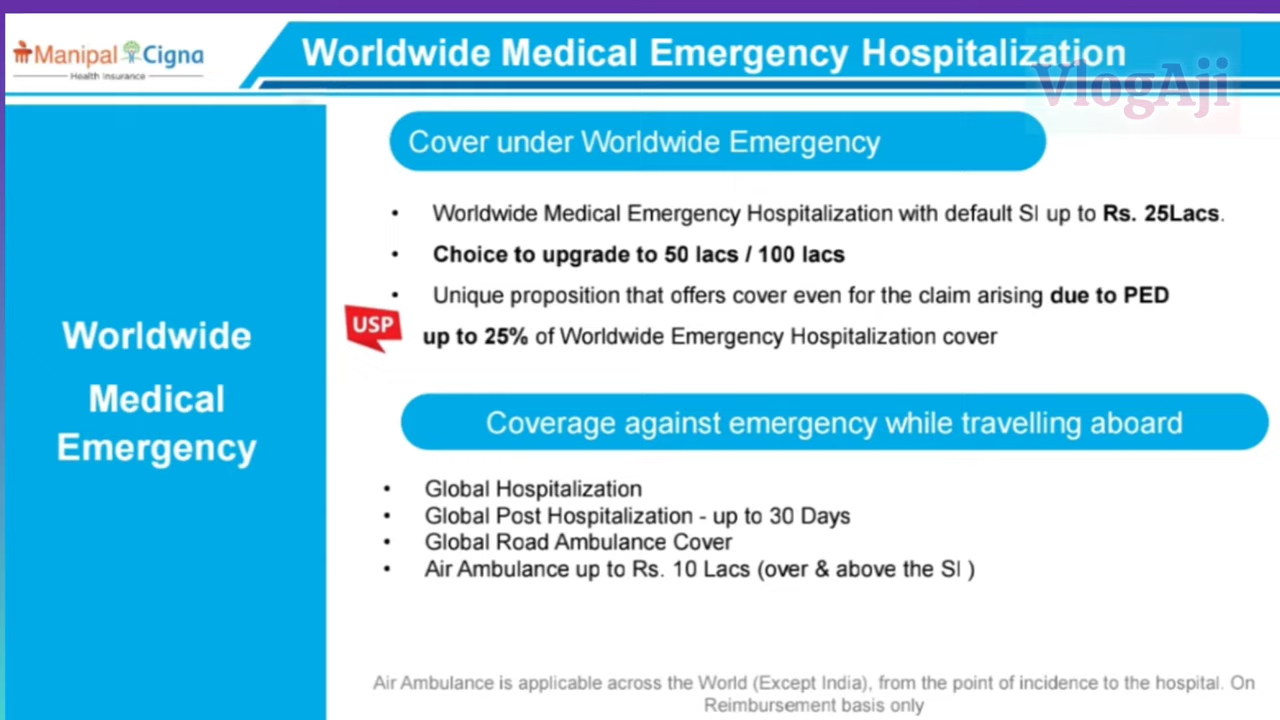 Manipal Cigna
Health Insurance
Worldwide Medical Emergency Hospitalization
VlogAji
Cover under Worldwide Emergency
• Worldwide Medical Emergency Hospitalization with default SI up to Rs. 25Lacs.
• Choice to upgrade to 50 lacs / 100 lacs
• Unique proposition that offers cover even for the claim arising due to PED
USP
up to 25% of Worldwide Emergency Hospitalization cover
Worldwide
Medical
Emergency
Coverage against emergency while travelling aboard
• Global Hospitalization
• Global Post Hospitalization - up to 30 Days
• Global Road Ambulance Cover
• Air Ambulance up to Rs. 10 Lacs (over & above the SI )
Air Ambulance is applicable across the World (Except India), from the point of incidence to the hospital. On
Reimbursement basis only